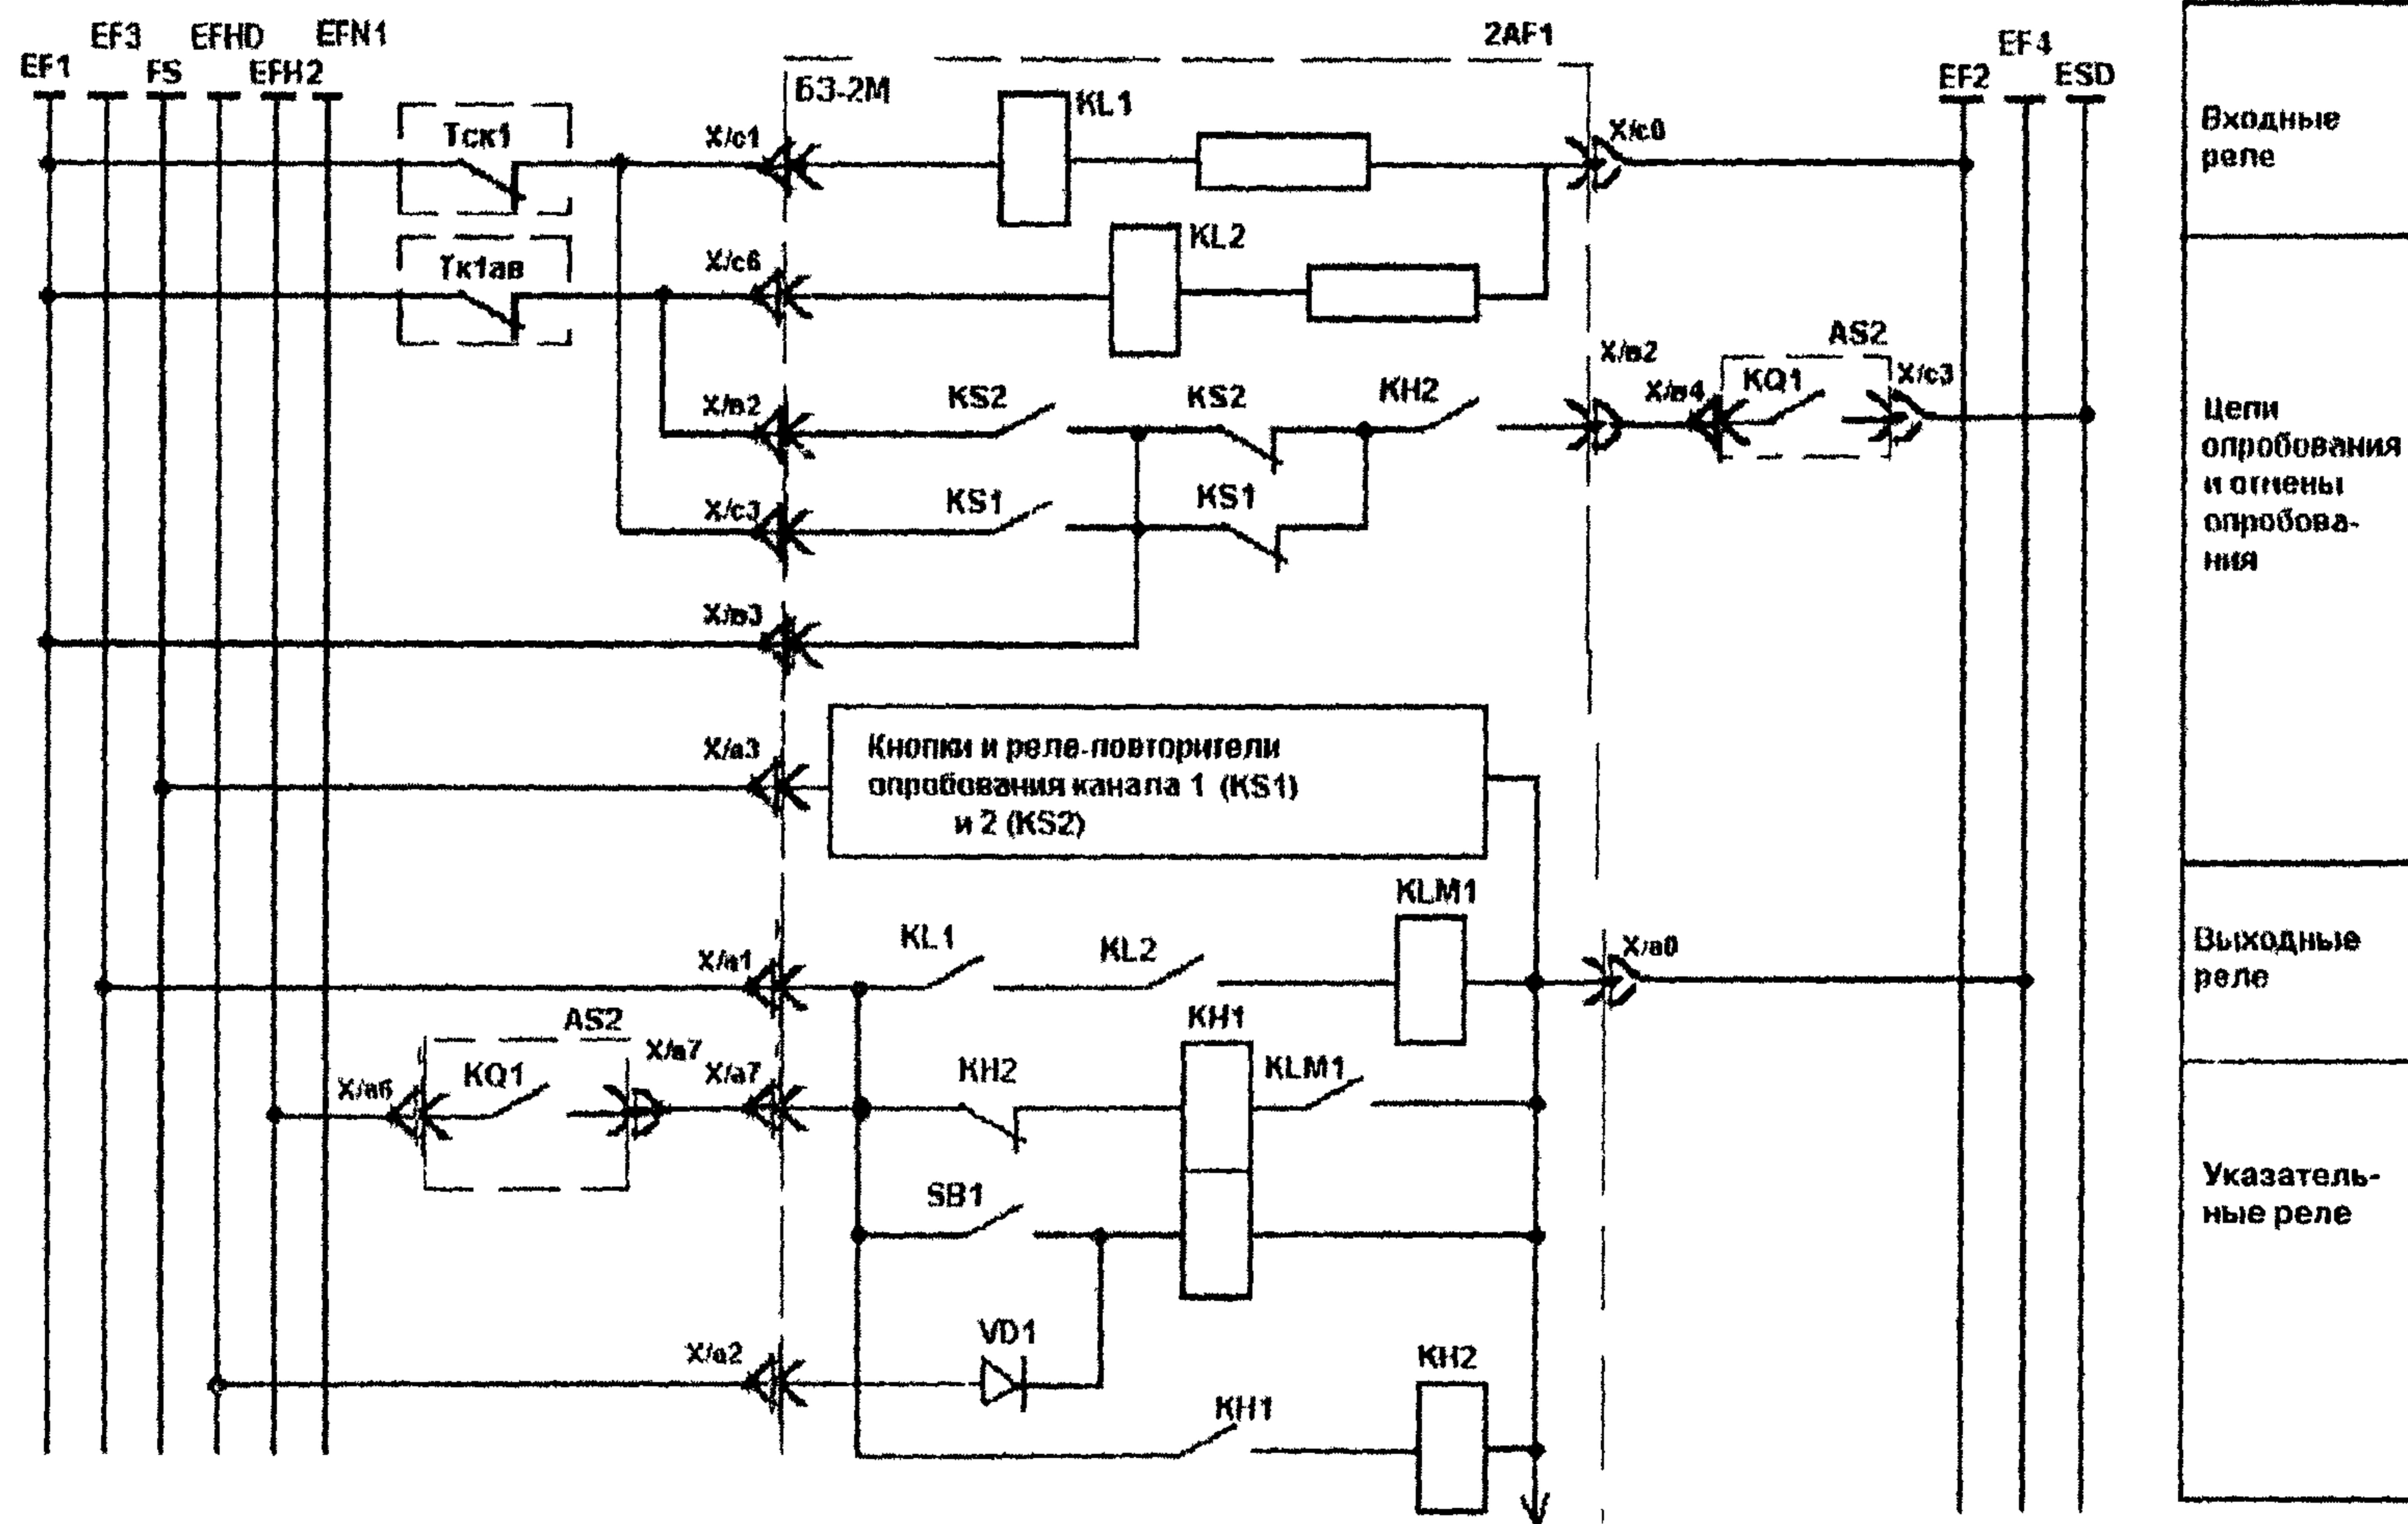 EF1
EF3
FS
EFHD
EFH2
EFN1
2AF1
EF2
EF4
ESD
БЗ-2М
Тск1
X/c1
KL1
X/c0
Входные
реле
Тк1ав
X/c6
KL2
X/в2
KS2
KS2
KH2
X/в2
X/в4
AS2
KQ1
X/c3
Цепи
опробования
и отмены
опробова-
ния
X/c3
KS1
KS1
X/в3
X/a3
Кнопки и реле-повторители
опробования канала 1 (KS1)
и 2 (KS2)
X/a1
KL1
KL2
KLM1
X/a0
Выходные
реле
X/a6
AS2
KQ1
X/a7
X/a7
KH2
KH1
KLM1
SB1
Указатель-
ные реле
X/a2
VD1
KH1
KH2